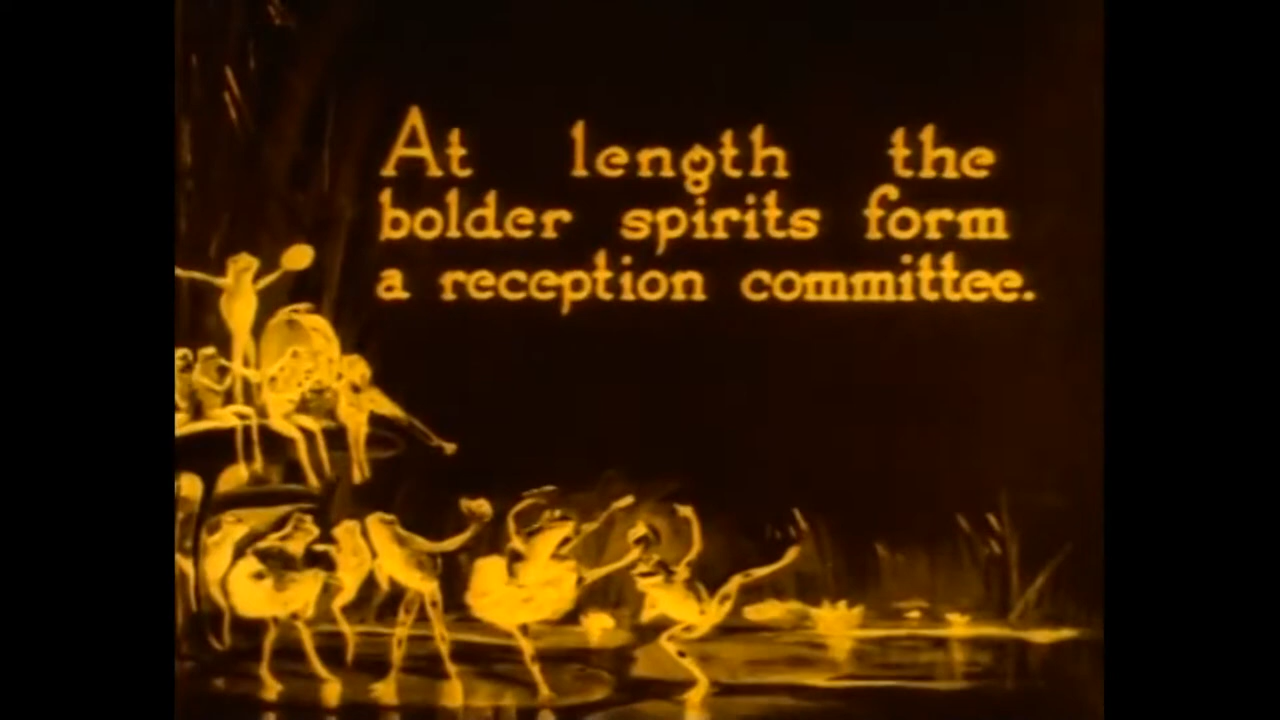 At length the
bolder spirits form
a reception committee.